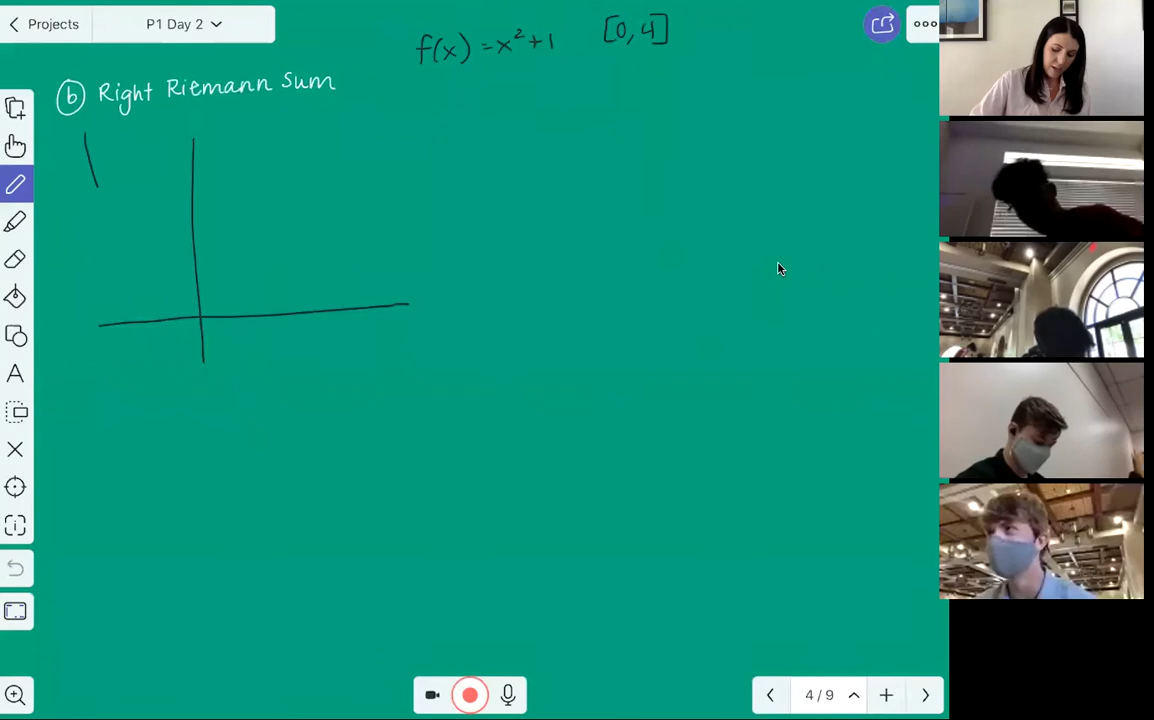 Projects
P1 Day 2
f(x) = x² + 1 [0, 4]
ⓑ Right Riemann Sum
4 / 9